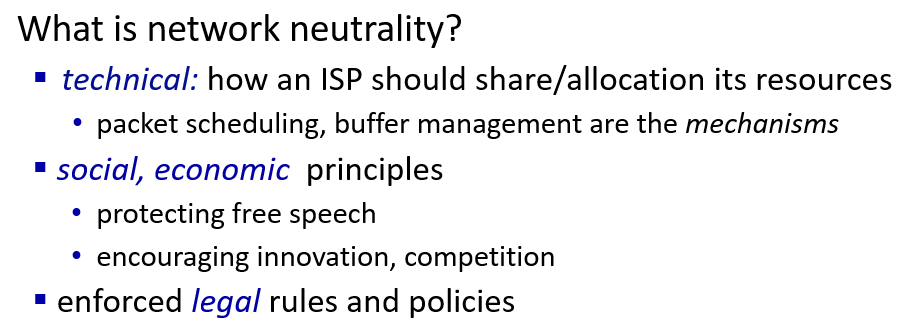 What is network neutrality?
▪ technical: how an ISP should share/allocation its resources
• packet scheduling, buffer management are the mechanisms
▪ social, economic principles
• protecting free speech
• encouraging innovation, competition
▪ enforced legal rules and policies